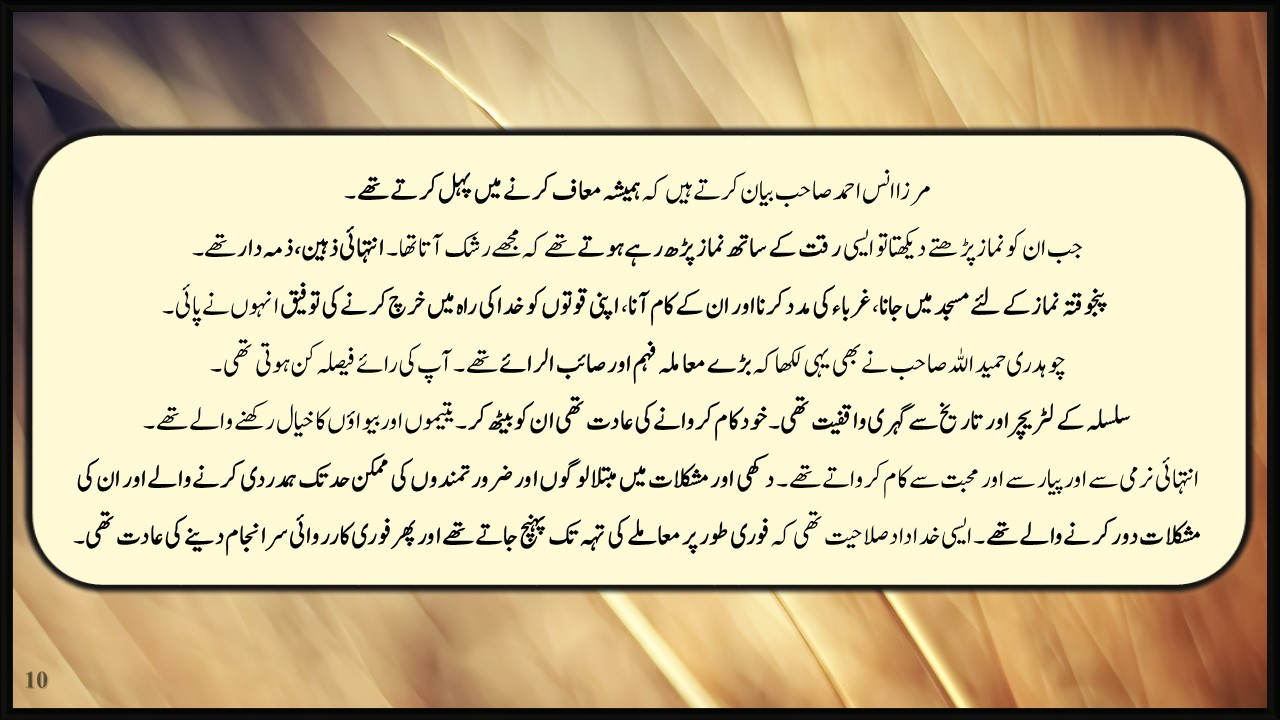 مرزا انس احمد صاحب بیان کرتے ہیں کہ ہمیشہ معاف کرنے میں پہل کرتے تھے۔
جب ان کو نماز پڑھتے دیکھتا تو ایسی رقت کے ساتھ نماز پڑھ رہے ہوتے تھے کہ مجھے رشک آتا تھا۔ انتہائی ذہین، ذمہ دار تھے۔
پنجوقتہ نماز کے لئے مسجد میں جانا، غرباء کی مدد کرنا اور ان کے کام آنا، اپنی قوتوں کو خدا کی راہ میں خرچ کرنے کی توفیق انہوں نے پائی۔
چوہدری حمید اللہ صاحب نے بھی یہی لکھا کہ بڑے معاملہ فہم اور صائب الرائے تھے۔ آپ کی رائے فیصلہ کن ہوتی تھی۔
سلسلہ کے لٹریچر اور تاریخ سے گہری واقفیت تھی۔ خود کام کروانے کی عادت تھی ان کو بیٹھ کر۔ یتیموں اور بیواؤں کا خیال رکھنے والے تھے۔
انتہائی نرمی سے اور پیار سے اور محبت سے کام کرواتے تھے۔ دکھی اور مشکلات میں مبتلا لوگوں اور ضرورتمندوں کی ممکن حد تک ہمدردی کرنے والے اور ان کی
مشکلات دور کرنے والے تھے۔ ایسی خداداد صلاحیت تھی کہ فوری طور پر معاملے کی تہہ تک پہنچ جاتے تھے اور پھر فوری کارروائی سرانجام دینے کی عادت تھی۔
10